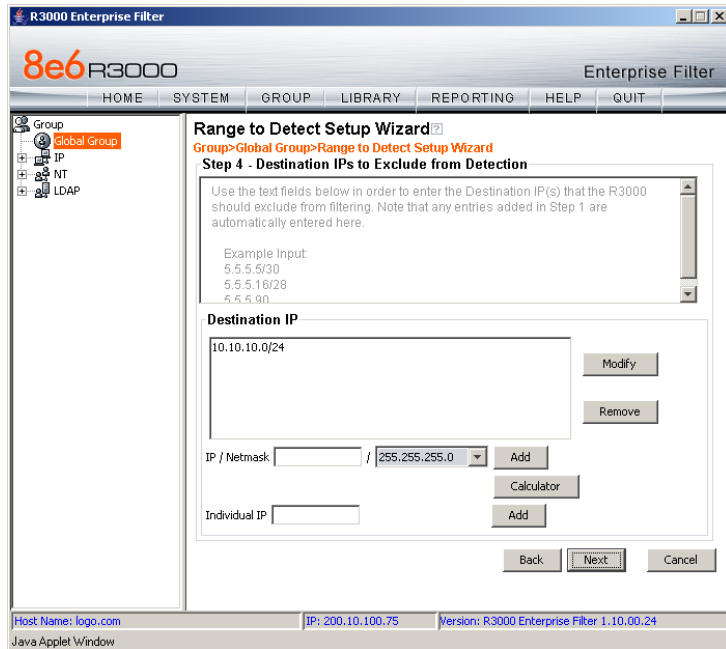 R3000 Enterprise Filter
8e6 R3000
Enterprise Filter
HOME SYSTEM GROUP LIBRARY REPORTING HELP QUIT
Group
Global Group
IP
NT
LDAP
Range to Detect Setup Wizard?
Group>Global Group>Range to Detect Setup Wizard
Step 4 - Destination IPs to Exclude from Detection
Use the text fields below in order to enter the Destination IP(s) that the R3000
should exclude from filtering. Note that any entries added in Step 1 are
automatically entered here.
Example Input:
5.5.5.5/30
5.5.5.16/28
5.5.5.90
Destination IP
10.10.10.0/24
Modify
Remove
IP / Netmask / 255.255.255.0 Add
Calculator
Individual IP Add
Back Next Cancel
Host Name: logo.com IP: 200.10.100.75 Version: R3000 Enterprise Filter 1.10.00.24
Java Applet Window